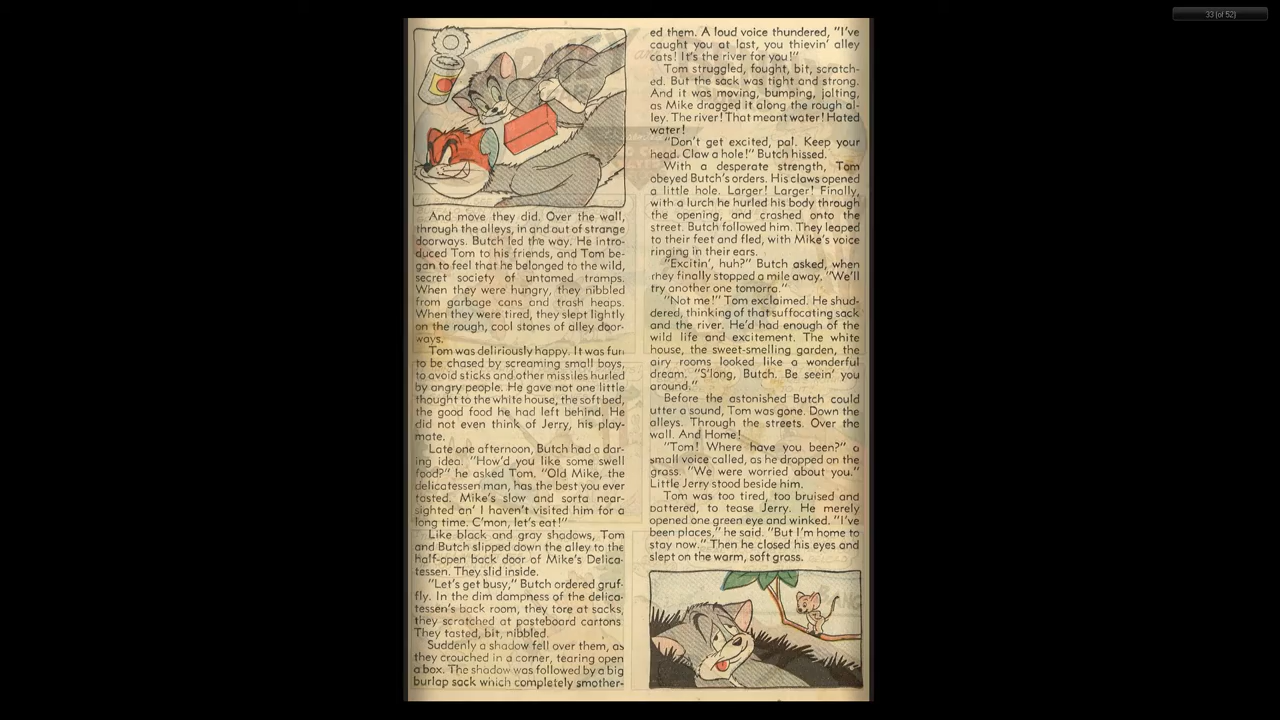 33 (of 52)
And move they did. Over the wall,
through the alleys, in and out of strange
doorways. Butch led the way. He intro-
duced Tom to his friends, and Tom be-
gan to feel that he belonged to the wild,
secret society of untamed tramps.
When they were hungry, they nibbled
from garbage cans and trash heaps.
When they were tired, they slept lightly
on the rough, cool stones of alley door-
ways.
Tom was deliriously happy. It was fun
to be chased by screaming small boys,
to avoid sticks and other missiles hurled
by angry people. He gave not one little
thought to the white house, the soft bed,
the good food he had left behind. He
did not even think of Jerry, his play-
mate.
Late one afternoon, Butch had a dar-
ing idea. "How'd you like some swell
food?" he asked Tom. "Old Mike, the
delicatessen man, has the best you ever
tasted. Mike's slow and sorta near-
sighted an' I haven't visited him for a
long time. C'mon, let's eat!"
Like black and gray shadows, Tom
and Butch slipped down the alley to the
half-open back door of Mike's Delica-
tessen. They slid inside.
"Let's get busy," Butch ordered gruf-
fly. In the dim dampness of the delica-
tessen's back room, they tore at sacks,
they scratched at pasteboard cartons.
They tasted, bit, nibbled.
Suddenly a shadow fell over them, as
they crouched in a corner, tearing open
a box. The shadow was followed by a big
burlap sack which completely smother-
ed them. A loud voice thundered, "I've
caught you at last, you thievin' alley
cats! It's the river for you!"
Tom struggled, fought, bit, scratch-
ed. But the sack was tight and strong.
And it was moving, bumping, jolting,
as Mike dragged it along the rough al-
ley. The river! That meant water! Hated
water!
"Don't get excited, pal. Keep your
head. Claw a hole!" Butch hissed.
With a desperate strength, Tom
obeyed Butch's orders. His claws opened
a little hole. Larger! Larger! Finally,
with a lurch he hurled his body through
the opening, and crashed onto the
street. Butch followed him. They leaped
to their feet and fled, with Mike's voice
ringing in their ears.
"Excitin', huh?" Butch asked, when
they finally stopped a mile away. "We'll
try another one tomorra."
"Not me!" Tom exclaimed. He shud-
dered, thinking of that suffocating sack
and the river. He'd had enough of the
wild life and excitement. The white
house, the sweet-smelling garden, the
airy rooms looked like a wonderful
dream. "S'long, Butch. Be seein' you
around."
Before the astonished Butch could
utter a sound, Tom was gone. Down the
alleys. Through the streets. Over the
wall. And Home!
"Tom! Where have you been?" a
small voice called, as he dropped on the
grass. "We were worried about you."
Little Jerry stood beside him.
Tom was too tired, too bruised and
battered, to tease Jerry. He merely
opened one green eye and winked. "I've
been places," he said. "But I'm home to
stay now." Then he closed his eyes and
slept on the warm, soft grass.